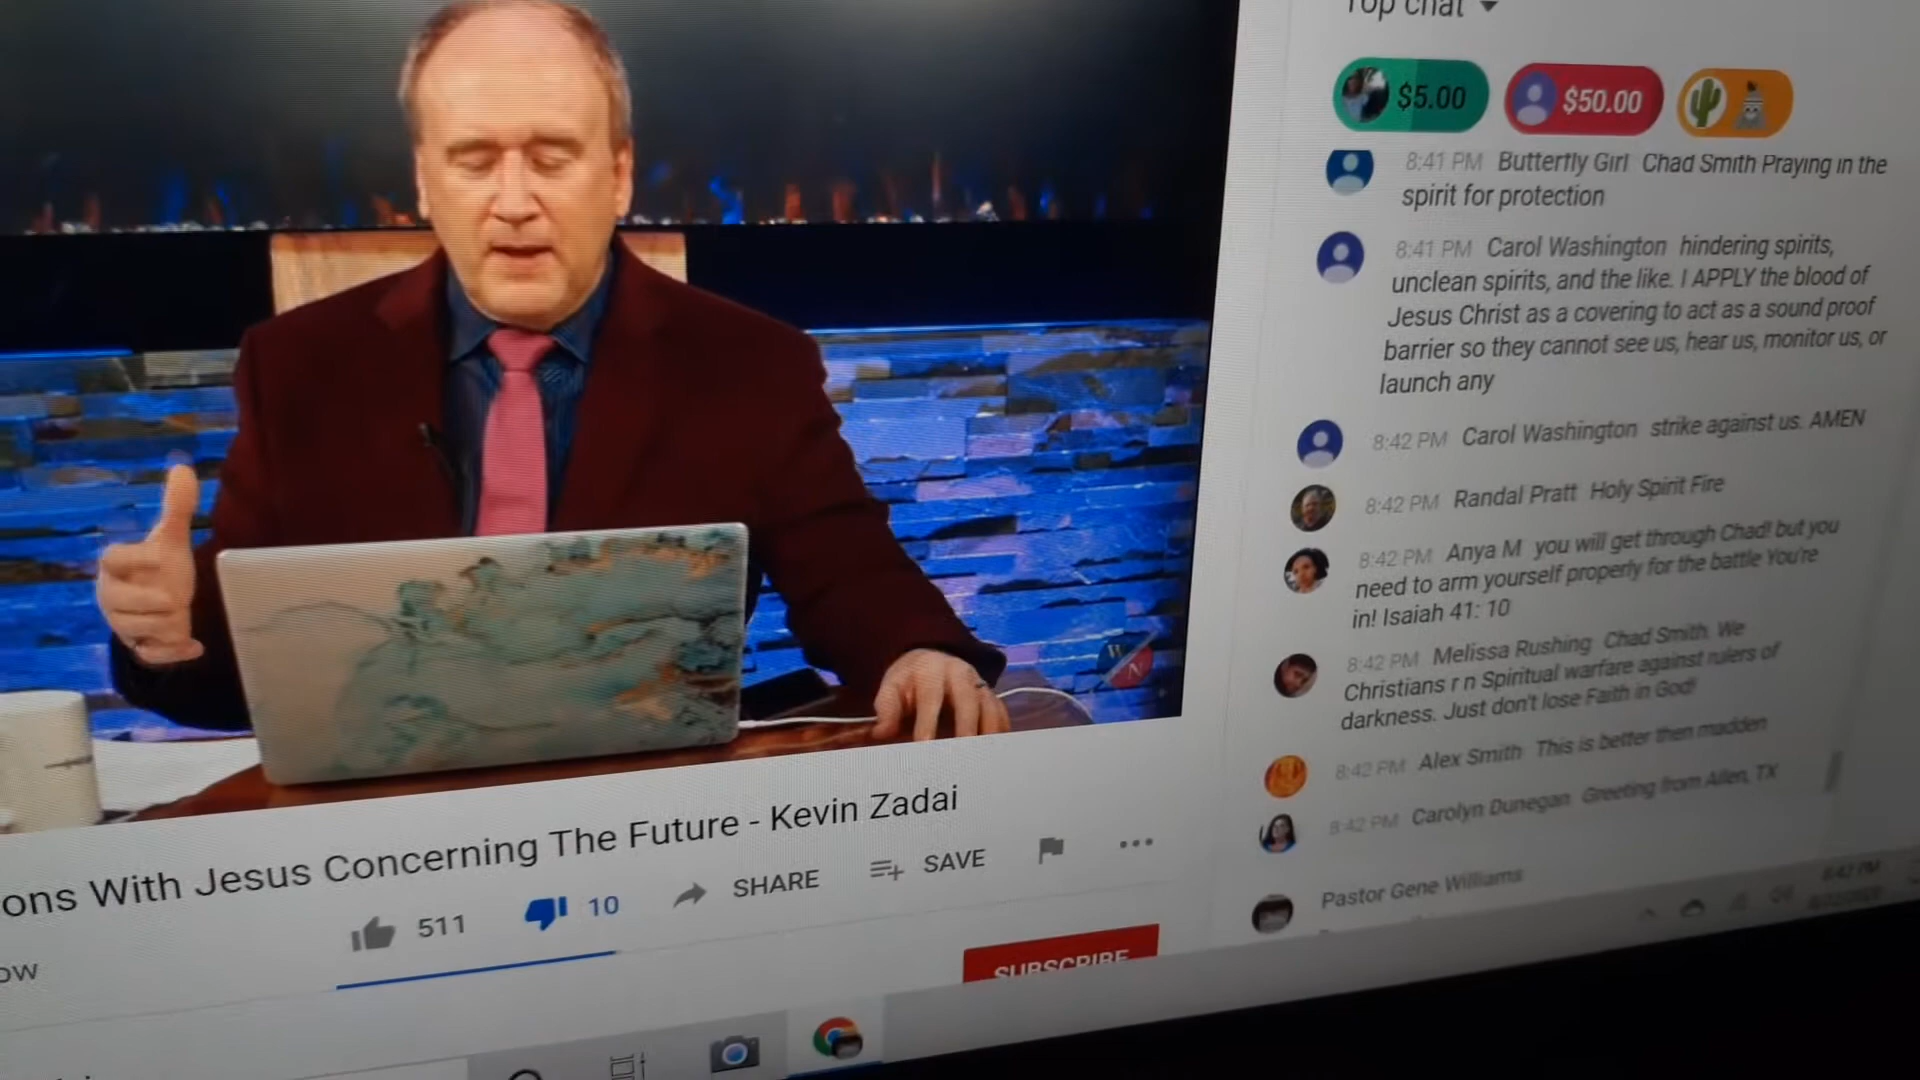 Top chat
$5.00
$50.00
8:41 PM Butterfly Girl Chad Smith Praying in the
spirit for protection
8:41 PM Carol Washington hindering spirits,
unclean spirits, and the like. I APPLY the blood of
Jesus Christ as a covering to act as a sound proof
barrier so they cannot see us, hear us, monitor us, or
launch any
8:42 PM Carol Washington strike against us. AMEN
8:42 PM Randal Pratt Holy Spirit Fire
8:42 PM Anya M you will get through Chad! but you
need to arm yourself properly for the battle You're
in! Isaiah 41: 10
8:42 PM Melissa Rushing Chad Smith. We
Christians r n Spiritual warfare against rulers of
darkness. Just don't lose Faith in God!
8:42 PM Alex Smith This is better then madden
8:42 PM Carolyn Dunegan Greeting from Allen, TX
Pastor Gene Williams
8:42 PM
ons With Jesus Concerning The Future - Kevin Zadai
511
10
SHARE
SAVE
ow
SUBSCRIBE